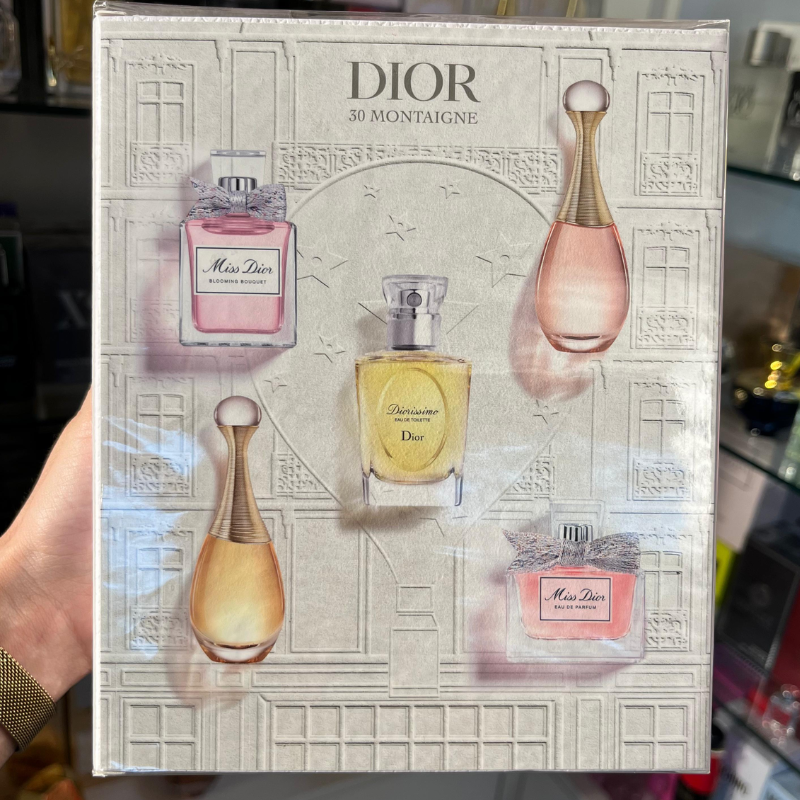 DIOR
30 MONTAIGNE
Miss Dior
BLOOMING BOUQUET
Diorissimo
EAU DE TOILETTE
Dior
Miss Dior
EAU DE PARFUM